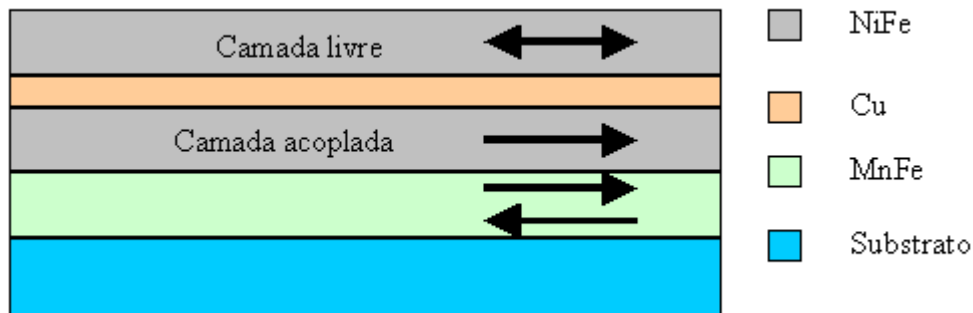 Camada livre
Camada acoplada
NiFe
Cu
MnFe
Substrato